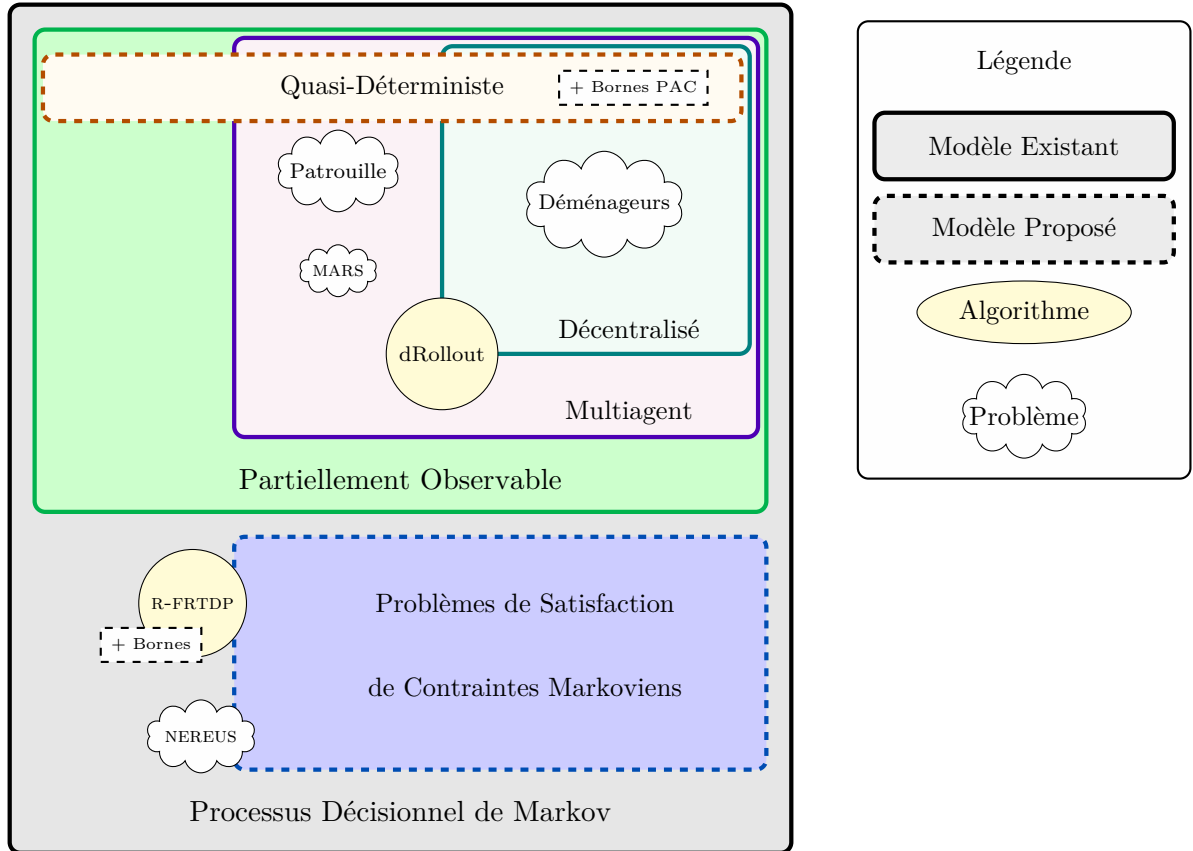 Quasi-Déterministe
+ Bornes PAC
Patrouille
Déménageurs
MARS
Décentralisé
dRollout
Multiagent
Partiellement Observable
R-FRTDP
+ Bornes
Problèmes de Satisfaction
de Contraintes Markoviens
NEREUS
Processus Décisionnel de Markov
Légende
Modèle Existant
Modèle Proposé
Algorithme
Problème